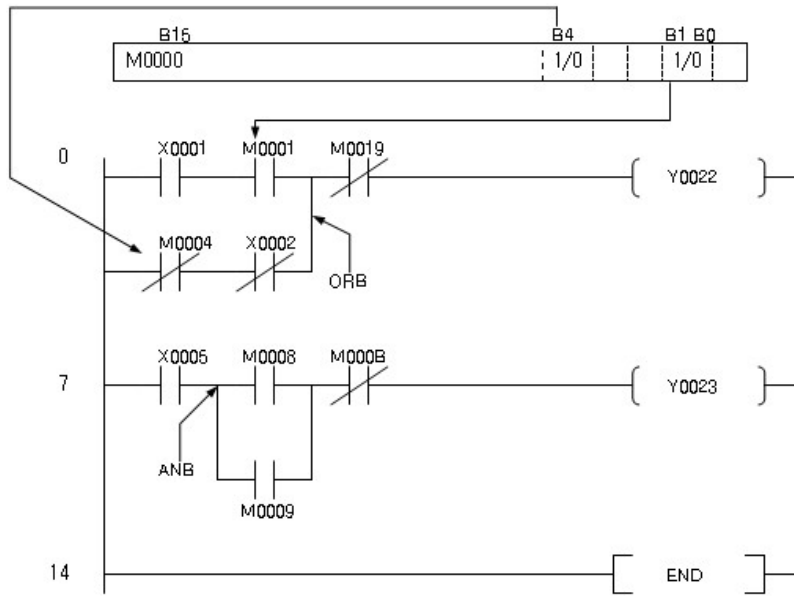 B15 B4 B1 B0
M0000 1/0 1/0
X0001 M0001 M0019
0 Y0022
M0004 X0002
ORB
X0005 M0008 M000B
7 Y0023
ANB
M0009
14 END